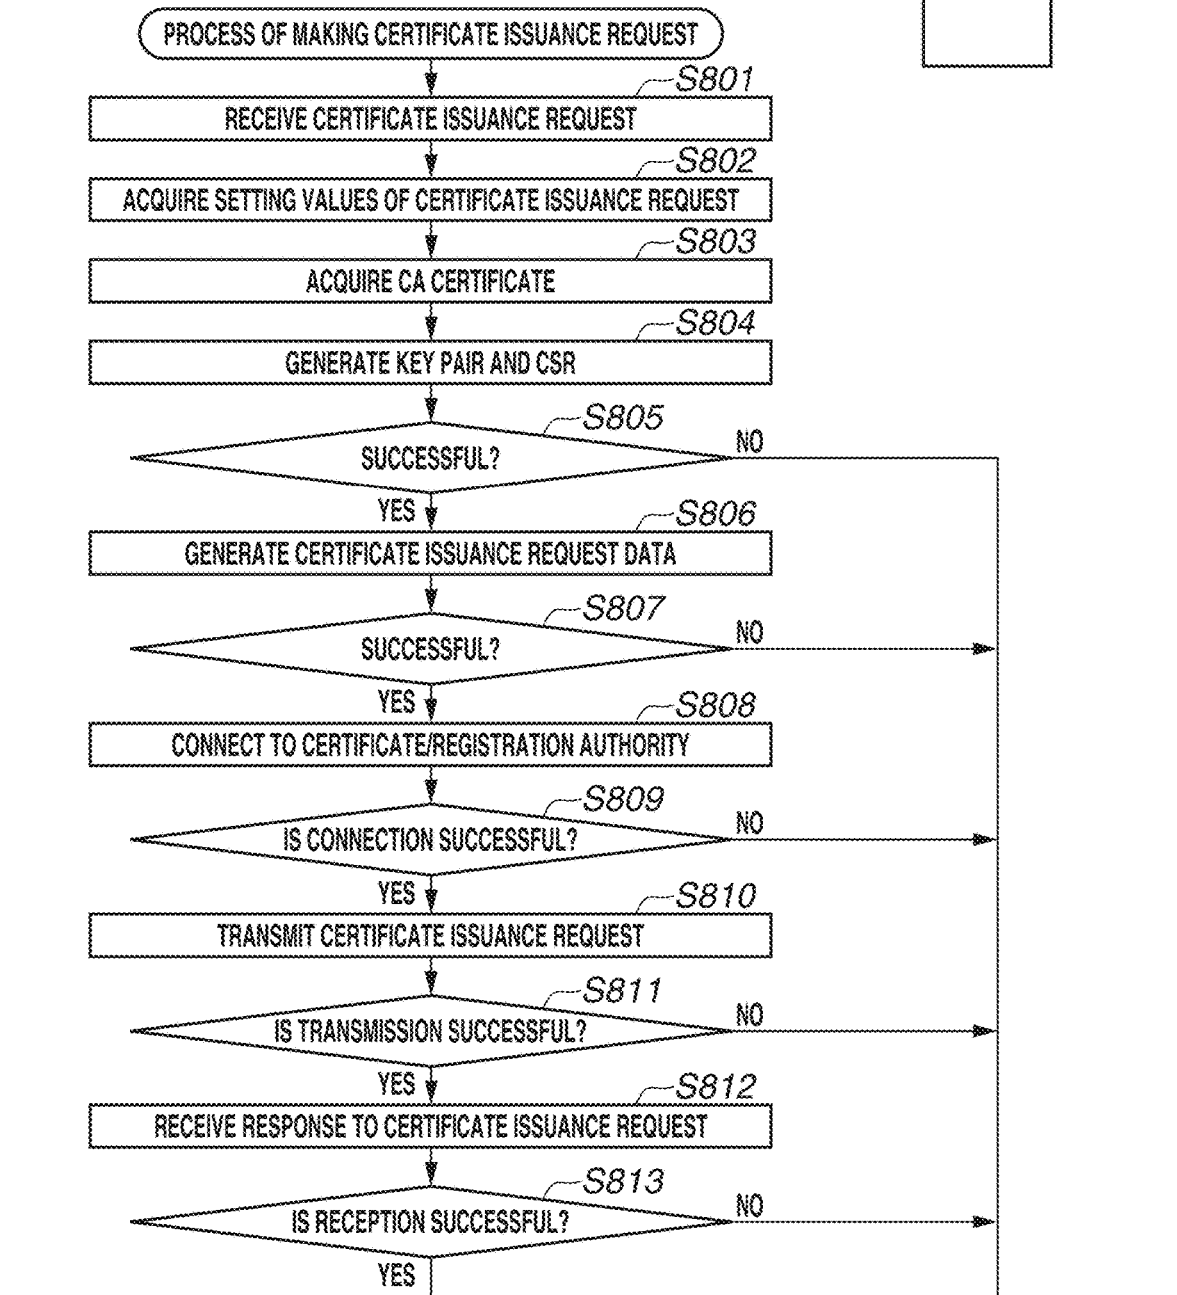 PROCESS OF MAKING CERTIFICATE ISSUANCE REQUEST
S801
RECEIVE CERTIFICATE ISSUANCE REQUEST
S802
ACQUIRE SETTING VALUES OF CERTIFICATE ISSUANCE REQUEST
S803
ACQUIRE CA CERTIFICATE
S804
GENERATE KEY PAIR AND CSR
S805
SUCCESSFUL?
NO
YES
S806
GENERATE CERTIFICATE ISSUANCE REQUEST DATA
S807
SUCCESSFUL?
NO
YES
S808
CONNECT TO CERTIFICATE/REGISTRATION AUTHORITY
S809
IS CONNECTION SUCCESSFUL?
NO
YES
S810
TRANSMIT CERTIFICATE ISSUANCE REQUEST
S811
IS TRANSMISSION SUCCESSFUL?
NO
YES
S812
RECEIVE RESPONSE TO CERTIFICATE ISSUANCE REQUEST
S813
IS RECEPTION SUCCESSFUL?
NO
YES